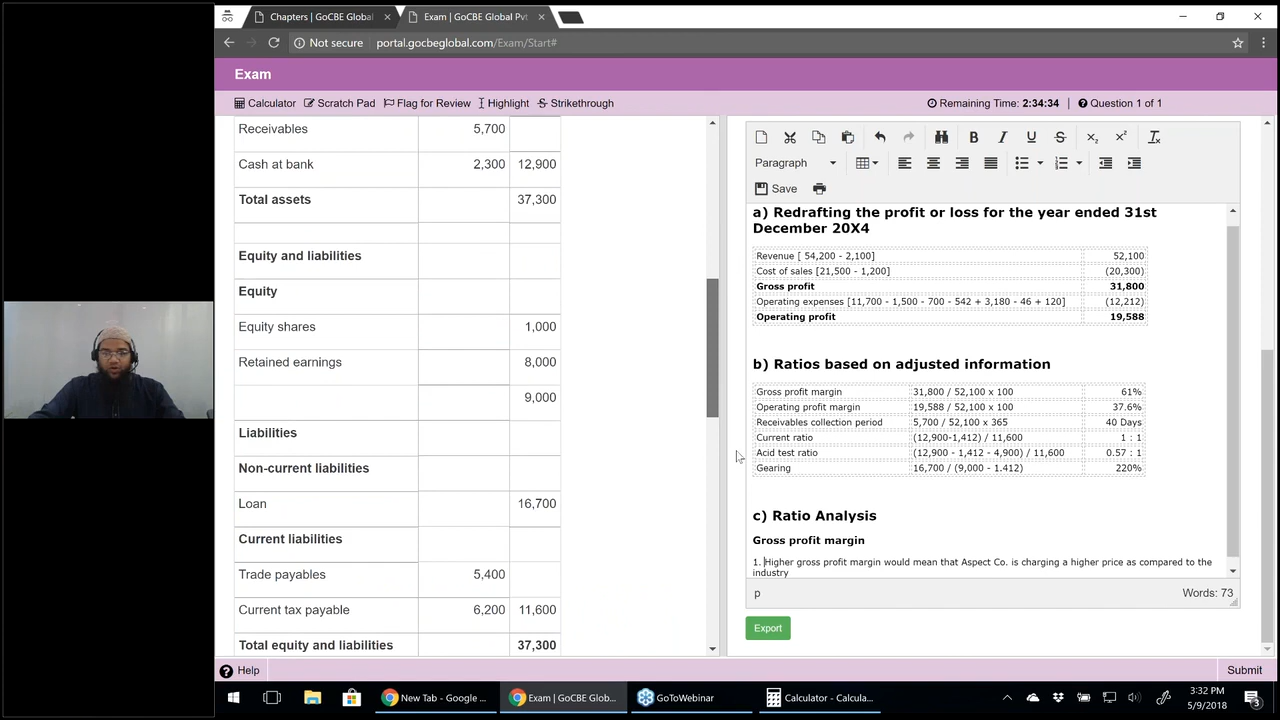 Chapters | GoCBE Global
Exam | GoCBE Global Pvt
Not secure
portal.gocbeglobal.com/Exam/Start#
Exam
Calculator
Scratch Pad
Flag for Review
Highlight
Strikethrough
Remaining Time: 2:34:34
Question 1 of 1
Receivables 5,700
Cash at bank 2,300 12,900
Total assets 37,300
Equity and liabilities
Equity
Equity shares 1,000
Retained earnings 8,000
9,000
Liabilities
Non-current liabilities
Loan 16,700
Current liabilities
Trade payables 5,400
Current tax payable 6,200 11,600
Total equity and liabilities 37,300
Paragraph
Save
a) Redrafting the profit or loss for the year ended 31st
December 20X4
Revenue [ 54,200 - 2,100] 52,100
Cost of sales [21,500 - 1,200] (20,300)
Gross profit 31,800
Operating expenses [11,700 - 1,500 - 700 - 542 + 3,180 - 46 + 120] (12,212)
Operating profit 19,588
b) Ratios based on adjusted information
Gross profit margin 31,800 / 52,100 x 100 61%
Operating profit margin 19,588 / 52,100 x 100 37.6%
Receivables collection period 5,700 / 52,100 x 365 40 Days
Current ratio (12,900-1,412) / 11,600 1 : 1
Acid test ratio (12,900 - 1,412 - 4,900) / 11,600 0.57 : 1
Gearing 16,700 / (9,000 - 1.412) 220%
c) Ratio Analysis
Gross profit margin
1. Higher gross profit margin would mean that Aspect Co. is charging a higher price as compared to the
industry
p
Words: 73
Export
Help
Submit
New Tab - Google ...
Exam | GoCBE Glob...
GoToWebinar
Calculator - Calcula...
3:32 PM
5/9/2018
3